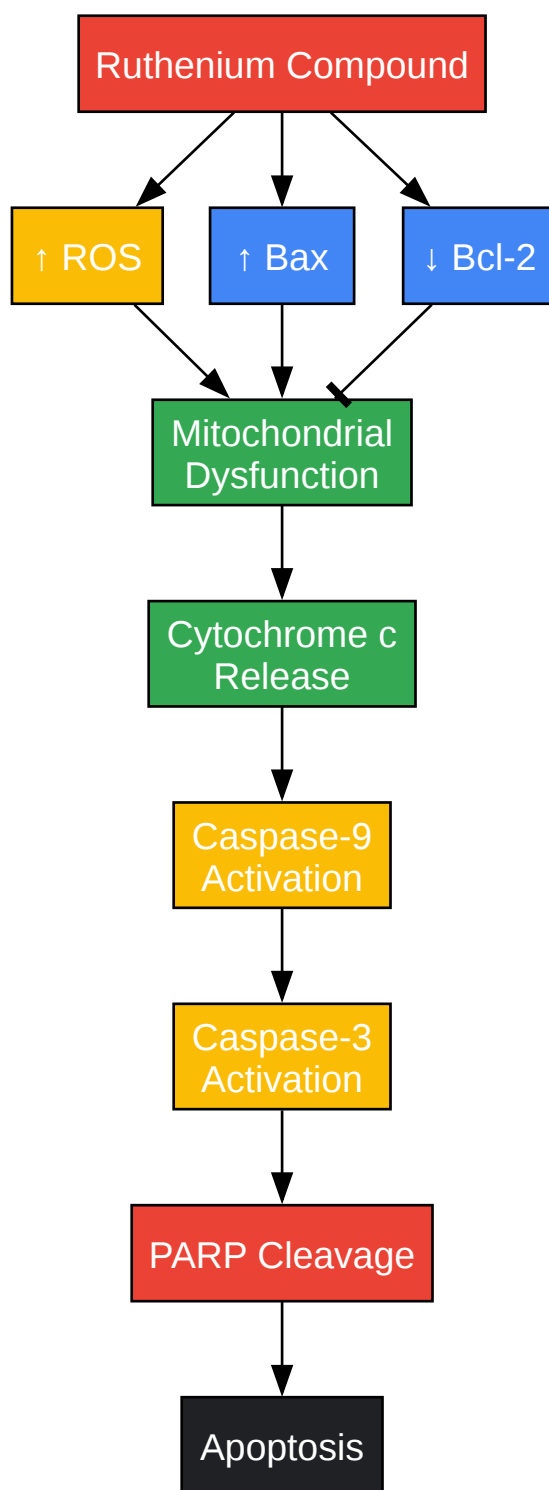 Ruthenium Compound
↑ ROS
↑ Bax
↓ Bcl-2
Mitochondrial
Dysfunction
Cytochrome c
Release
Caspase-9
Activation
Caspase-3
Activation
PARP Cleavage
Apoptosis